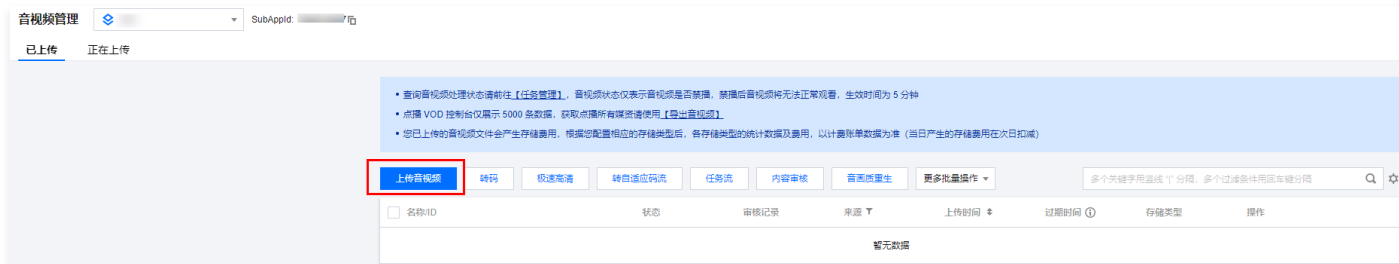 音视频管理 SubAppId:
已上传 正在上传
• 查询音视频处理状态请前往【任务管理】，音视频状态仅表示音视频是否禁播，禁播后音视频将无法正常观看，生效时间为 5 分钟
• 点播 VOD 控制台仅展示 5000 条数据，获取点播所有媒资请使用【导出音视频】
• 您已上传的音视频文件会产生存储费用，根据您配置相应的存储类型后，各存储类型的统计数据及费用，以计费账单数据为准（当日产生的存储费用在次日扣减）
上传音视频 转码 极速高清 转自适应码流 任务流 内容审核 音画质重生 更多批量操作 多个关键字用竖线 "|" 分隔，多个过滤条件用回车键分隔
名称/ID 状态 审核记录 来源 上传时间 过期时间 存储类型 操作
暂无数据